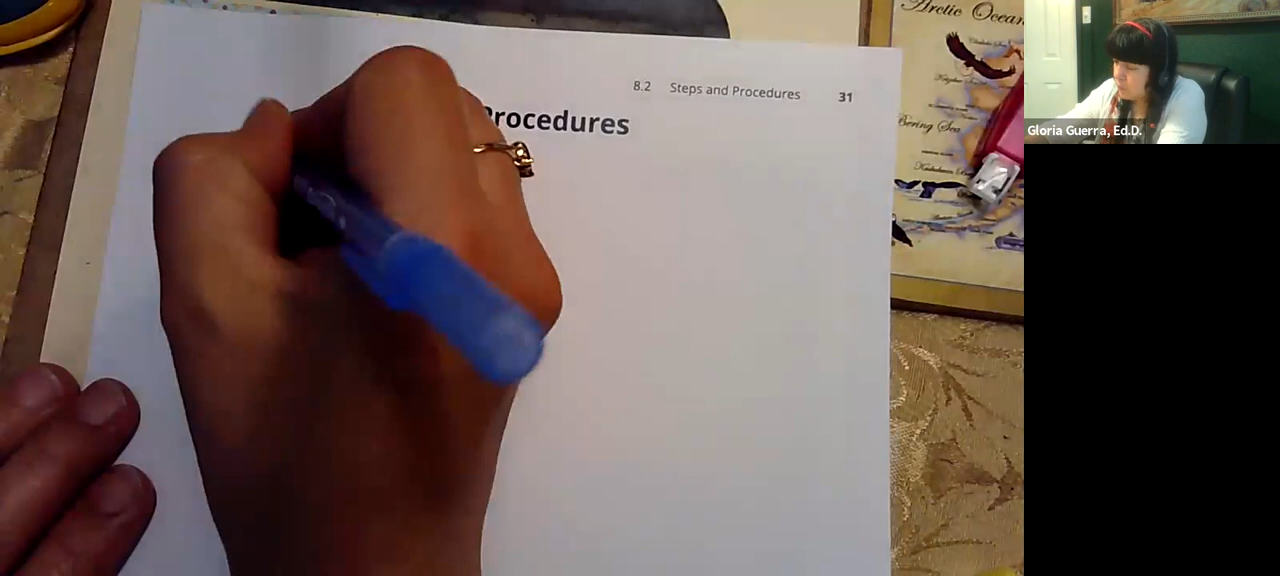 8.2 Steps and Procedures 31
Procedures
Arctic Ocean
Bering Sea
Gloria Guerra, Ed.D.